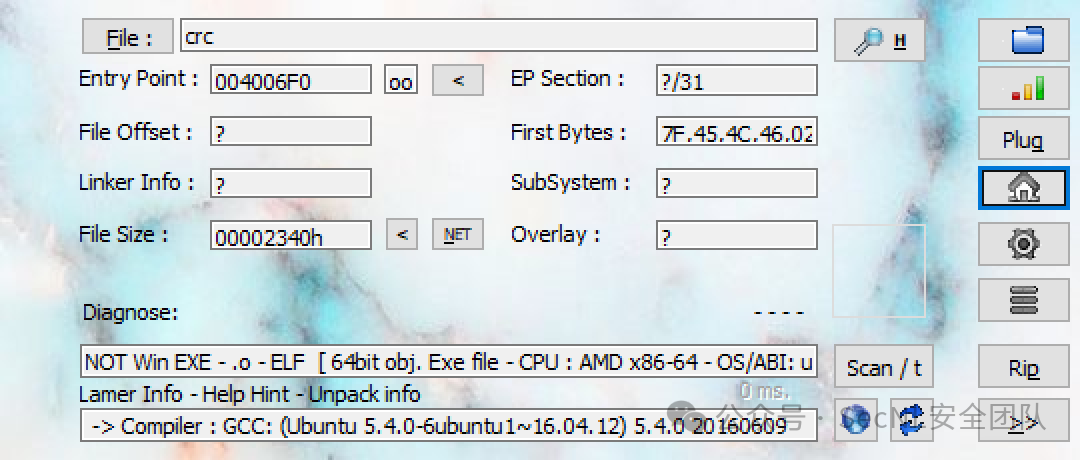 File : crc H
Entry Point : 004006F0 oo < EP Section : ?/31
File Offset : ? First Bytes : 7F.45.4C.46.02 Plug
Linker Info : ? SubSystem : ?
File Size : 00002340h < NET Overlay : ?
Diagnose: ----
NOT Win EXE - .o - ELF [ 64bit obj. Exe file - CPU : AMD x86-64 - OS/ABI: u Scan / t Rip
Lamer Info - Help Hint - Unpack info 0 ms.
-> Compiler : GCC: (Ubuntu 5.4.0-6ubuntu1~16.04.12) 5.4.0 20160609 >>
公众号 · 安全团队